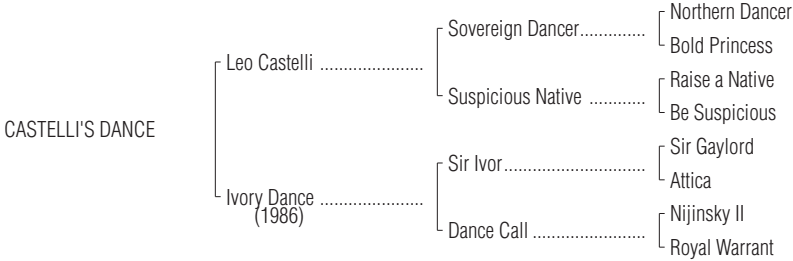 Northern Dancer
Sovereign Dancer..............
Bold Princess
Leo Castelli ......................
Raise a Native
Suspicious Native ............
Be Suspicious
CASTELLI'S DANCE
Sir Gaylord
Sir Ivor..............................
Attica
Ivory Dance ......................
(1986)
Nijinsky II
Dance Call ........................
Royal Warrant